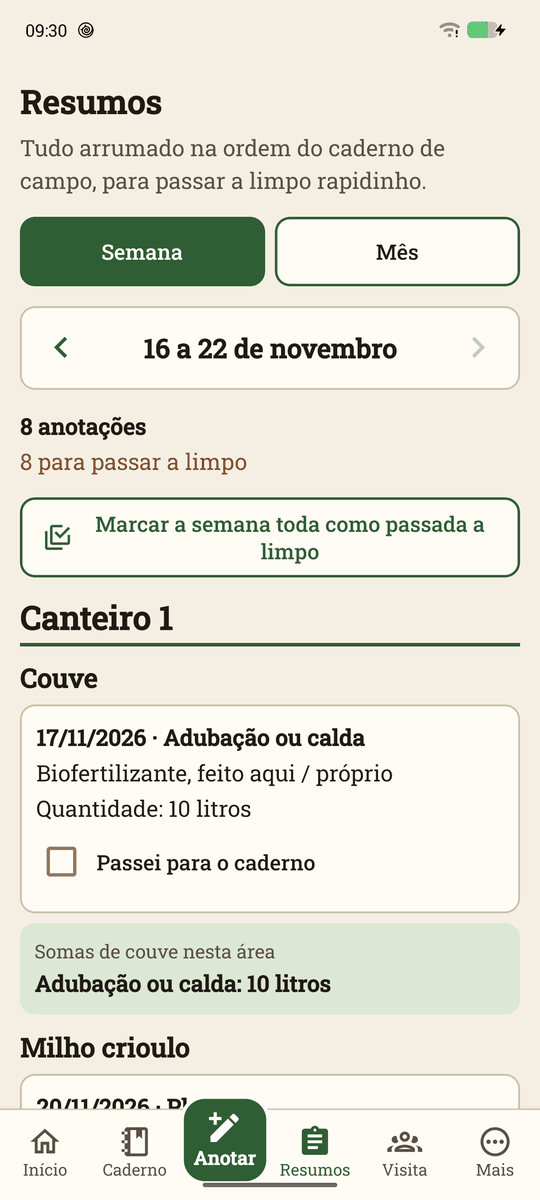 09:30
Resumos
Tudo arrumado na ordem do caderno de
campo, para passar a limpo rapidinho.
Semana
Mês
16 a 22 de novembro
8 anotações
8 para passar a limpo
Marcar a semana toda como passada a
limpo
Canteiro 1
Couve
17/11/2026 · Adubação ou calda
Biofertilizante, feito aqui / próprio
Quantidade: 10 litros
Passei para o caderno
Somas de couve nesta área
Adubação ou calda: 10 litros
Milho crioulo
20/11/2026
Início
Caderno
Anotar
Resumos
Visita
Mais